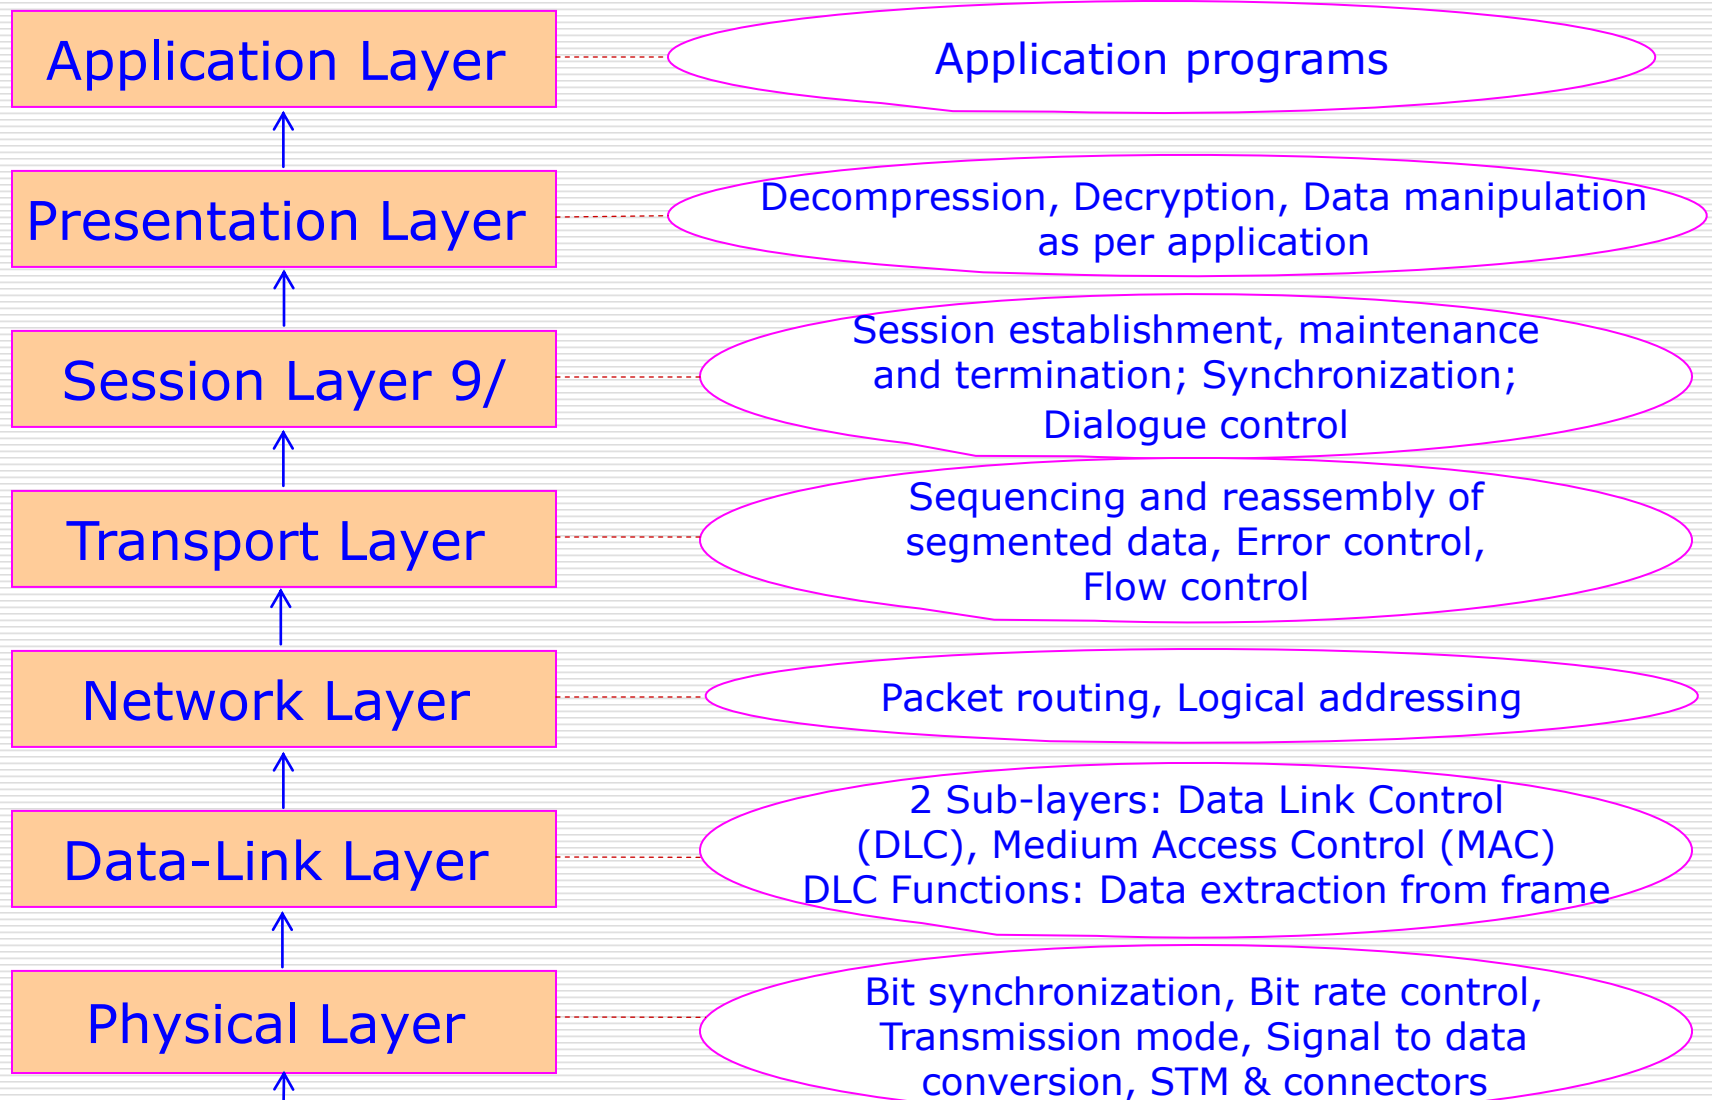 Application Layer
Application programs
Presentation Layer
Decompression, Decryption, Data manipulation
as per application
Session Layer 9/
Session establishment, maintenance
and termination; Synchronization;
Dialogue control
Transport Layer
Sequencing and reassembly of
segmented data, Error control,
Flow control
Network Layer
Packet routing, Logical addressing
Data-Link Layer
2 Sub-layers: Data Link Control
(DLC), Medium Access Control (MAC)
DLC Functions: Data extraction from frame
Physical Layer
Bit synchronization, Bit rate control,
Transmission mode, Signal to data
conversion, STM & connectors